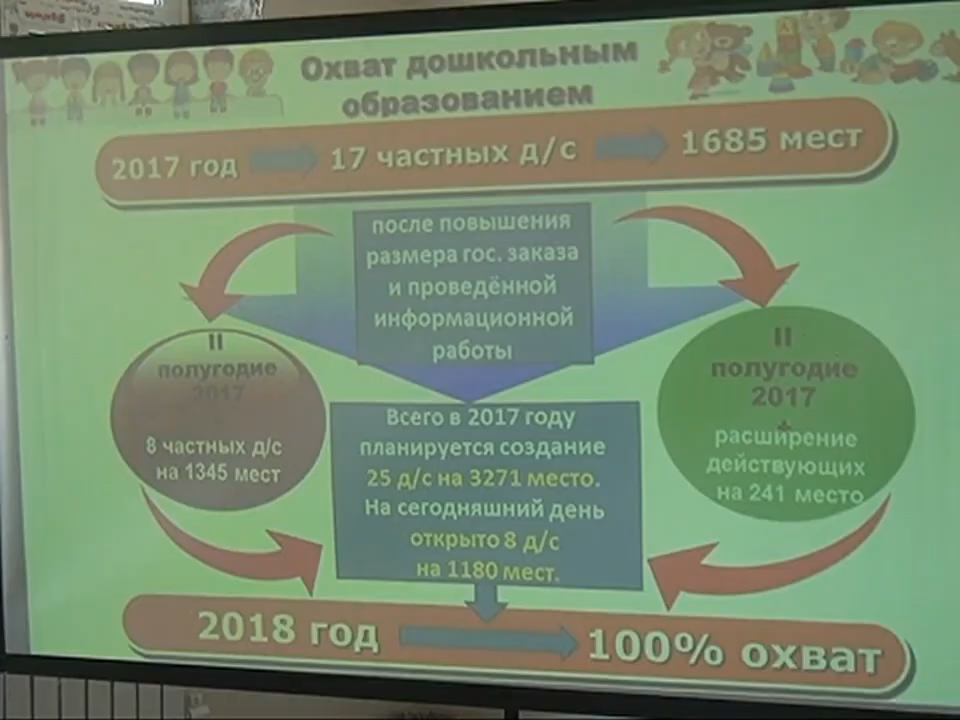 Охват дошкольным
образованием
2017 год 17 частных д/с 1685 мест
после повышения
размера гос. заказа
и проведённой
информационной
работы
II
полугодие
2017
8 частных д/с
на 1345 мест
II
полугодие
2017
+
расширение
действующих
на 241 место
Всего в 2017 году
планируется создание
25 д/с на 3271 место.
На сегодняшний день
открыто 8 д/с
на 1180 мест.
2018 год 100% охват